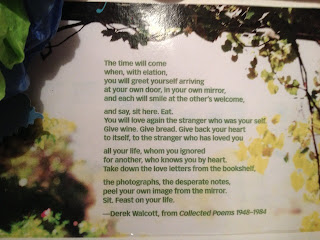 The time will come
when, with elation,
you will greet yourself arriving
at your own door, in your own mirror,
and each will smile at the other's welcome,
and say, sit here. Eat.
You will love again the stranger who was your self.
Give wine. Give bread. Give back your heart
to itself, to the stranger who has loved you
all your life, whom you ignored
for another, who knows you by heart.
Take down the love letters from the bookshelf,
the photographs, the desperate notes,
peel your own image from the mirror.
Sit. Feast on your life.
—Derek Walcott, from Collected Poems 1948-1984